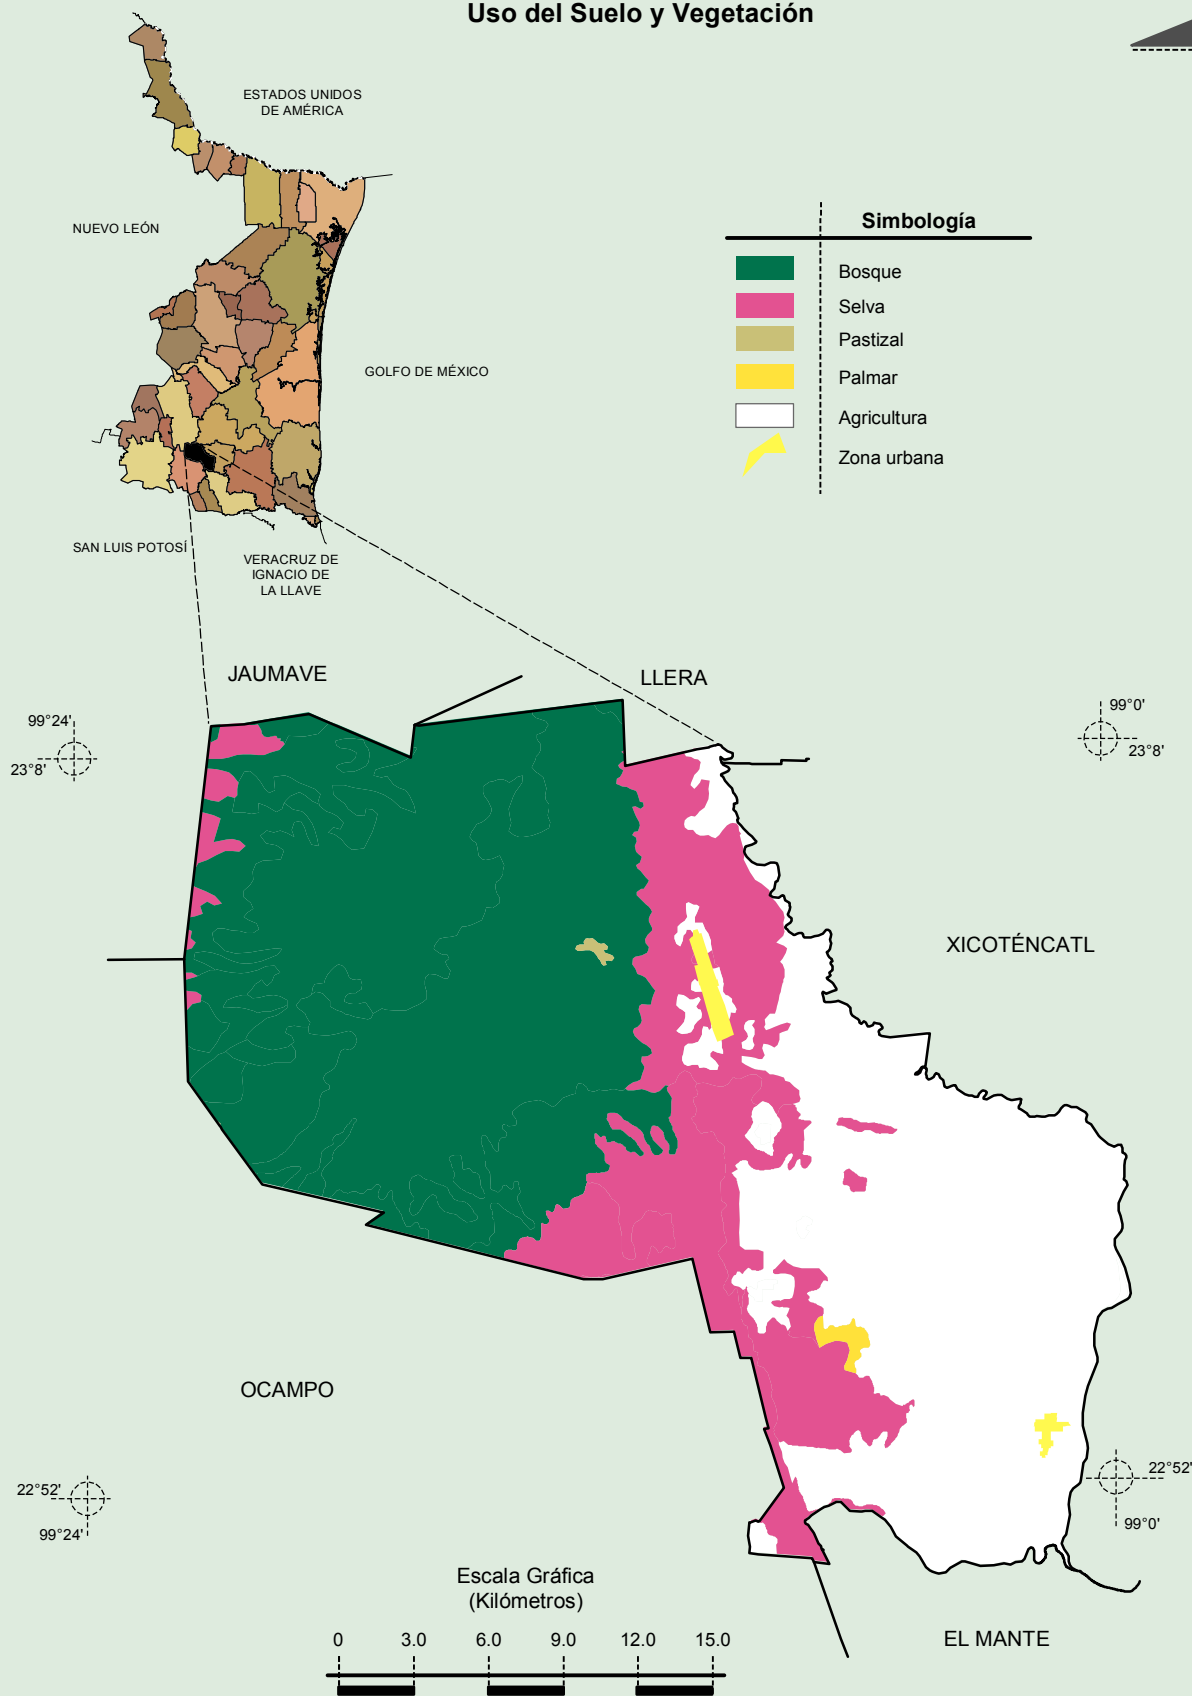 Uso del Suelo y Vegetación
ESTADOS UNIDOS
DE AMÉRICA
NUEVO LEÓN
GOLFO DE MÉXICO
SAN LUIS POTOSÍ
VERACRUZ DE
IGNACIO DE
LA LLAVE
Simbología
Bosque
Selva
Pastizal
Palmar
Agricultura
Zona urbana
JAUMAVE
LLERA
99°24'
23°8'
99°0'
23°8'
XICOTÉNCATL
OCAMPO
22°52'
99°24'
22°52'
99°0'
EL MANTE
Escala Gráfica
(Kilómetros)
0 3.0 6.0 9.0 12.0 15.0